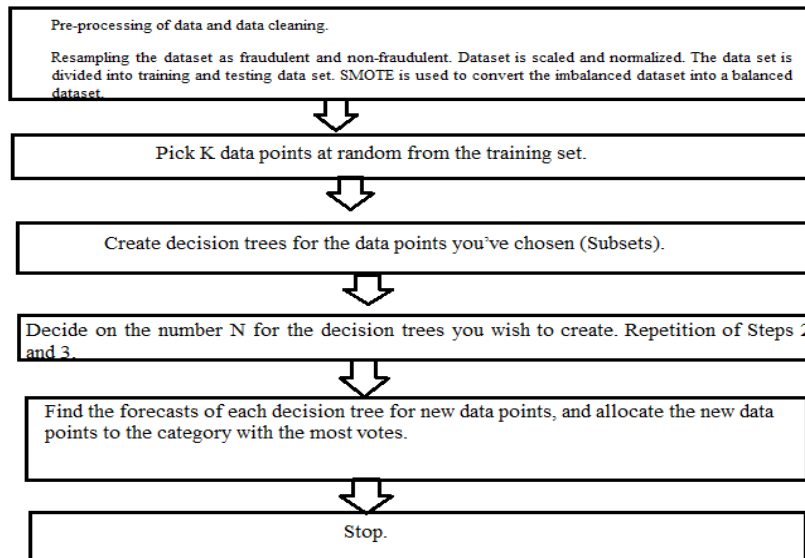 Pre-processing of data and data cleaning.
Resampling the dataset as fraudulent and non-fraudulent. Dataset is scaled and normalized. The data set is
divided into training and testing data set. SMOTE is used to convert the imbalanced dataset into a balanced
dataset.
Pick K data points at random from the training set.
Create decision trees for the data points you've chosen (Subsets).
Decide on the number N for the decision trees you wish to create. Repetition of Steps 2
and 3.
Find the forecasts of each decision tree for new data points, and allocate the new data
points to the category with the most votes.
Stop.